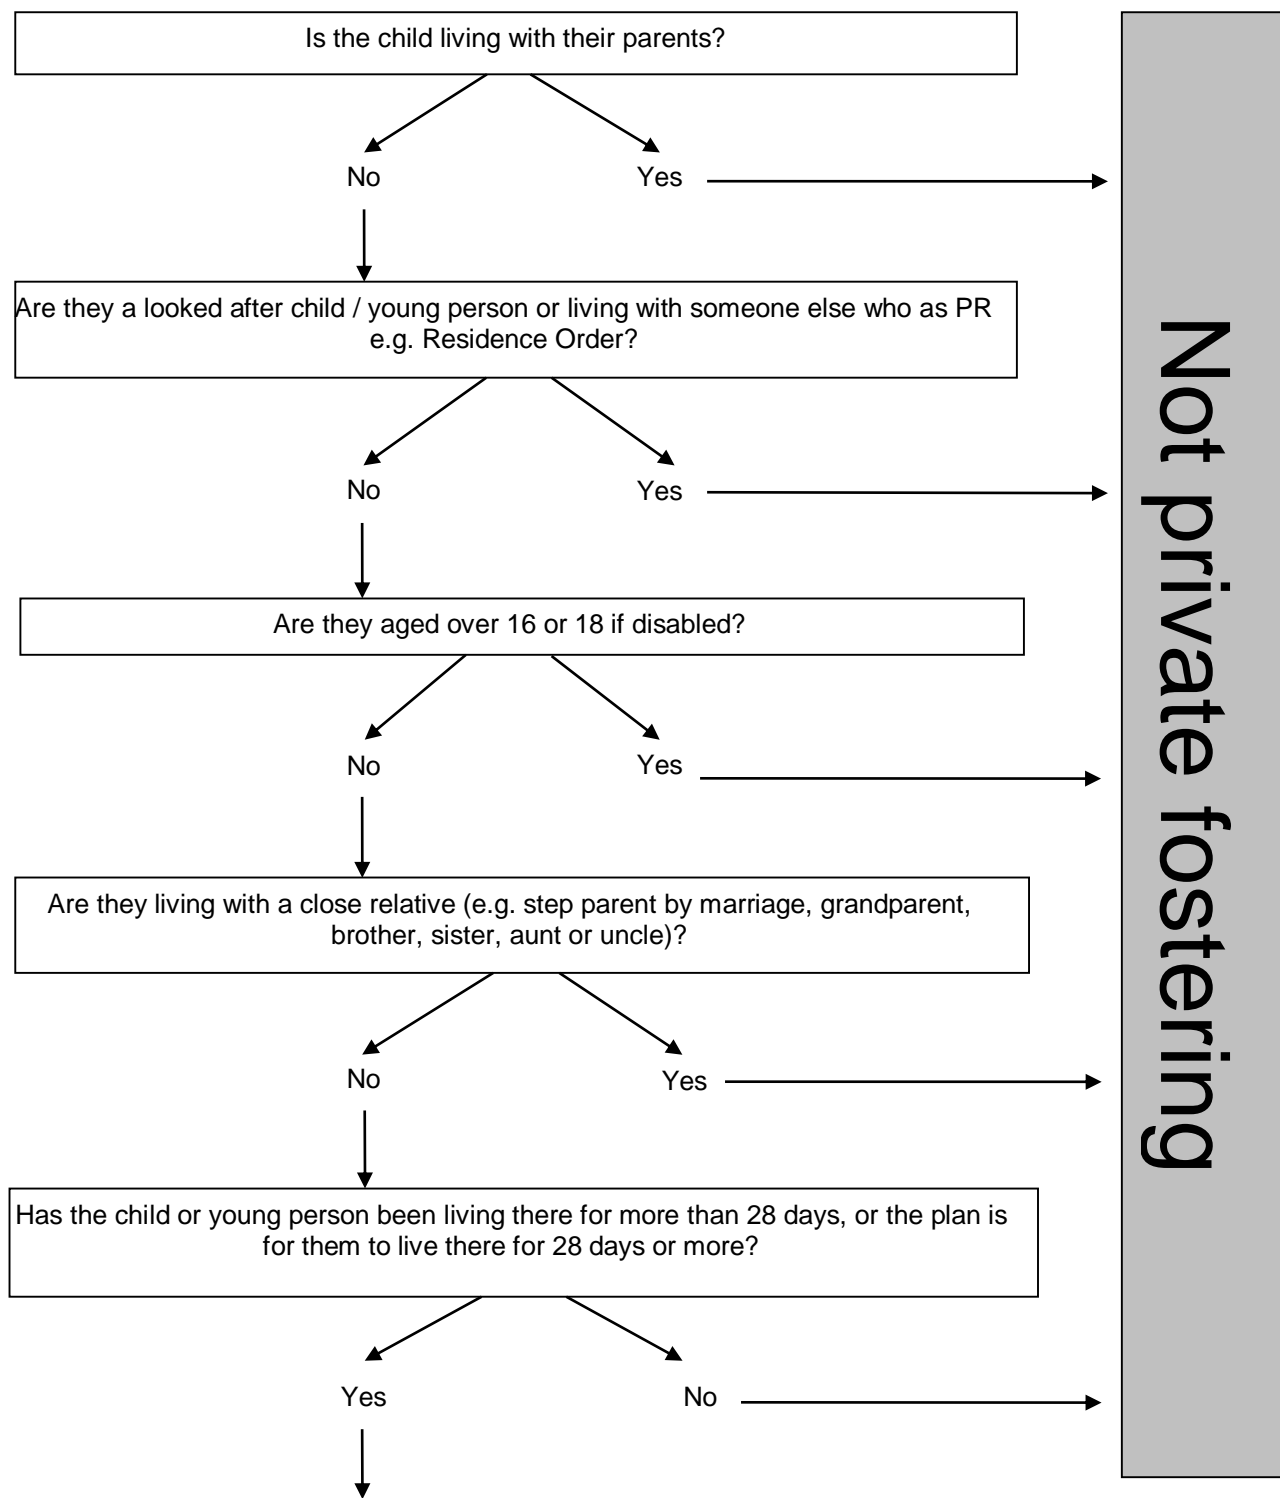 Is the child living with their parents?
No
Yes
Are they a looked after child / young person or living with someone else who as PR
e.g. Residence Order?
No
Yes
Are they aged over 16 or 18 if disabled?
No
Yes
Are they living with a close relative (e.g. step parent by marriage, grandparent,
brother, sister, aunt or uncle)?
No
Yes
Has the child or young person been living there for more than 28 days, or the plan is
for them to live there for 28 days or more?
Yes
No
Not private fostering